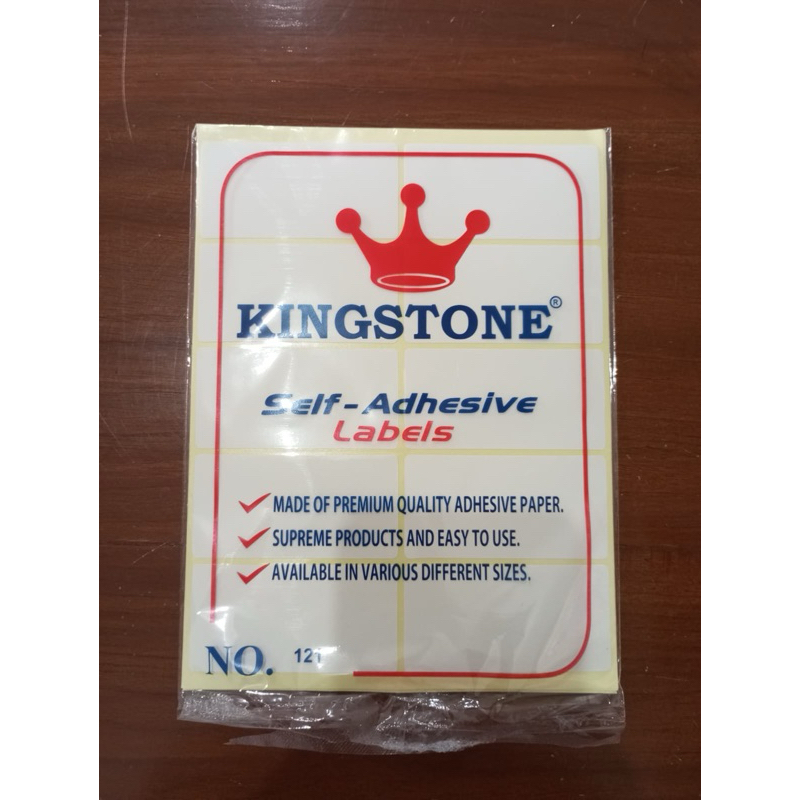 KINGSTONE®
Self-Adhesive
Labels
MADE OF PREMIUM QUALITY ADHESIVE PAPER.
SUPREME PRODUCTS AND EASY TO USE.
AVAILABLE IN VARIOUS DIFFERENT SIZES.
NO. 121